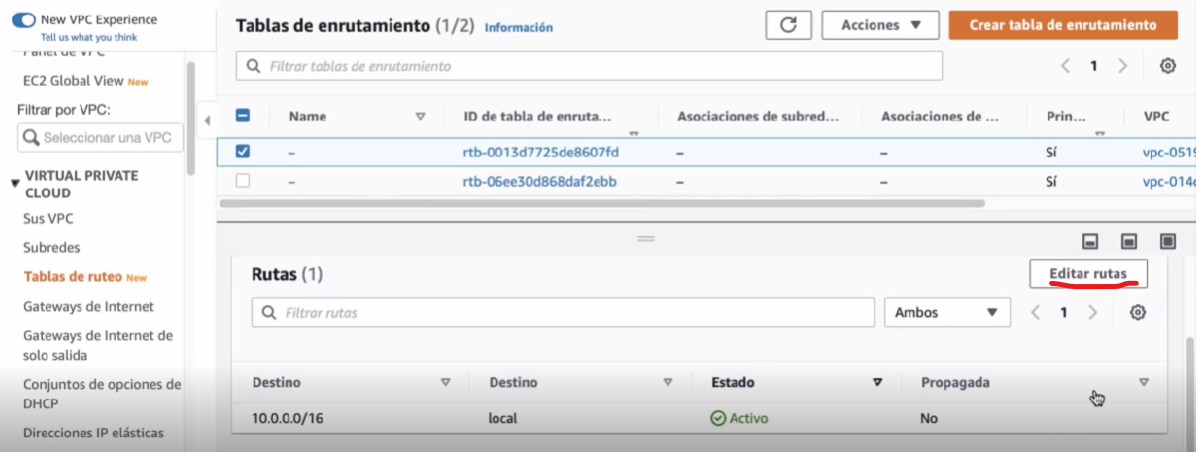 New VPC Experience
Tell us what you think
Panel de VPC
EC2 Global View New
Filtrar por VPC:
Seleccionar una VPC
VIRTUAL PRIVATE
CLOUD
Sus VPC
Subredes
Tablas de ruteo New
Gateways de Internet
Gateways de Internet de
solo salida
Conjuntos de opciones de
DHCP
Direcciones IP elásticas
Tablas de enrutamiento (1/2) Información
Acciones
Crear tabla de enrutamiento
Filtrar tablas de enrutamiento
1
Name ID de tabla de enruta... Asociaciones de subred... Asociaciones de ... Prin... VPC
– rtb-0013d7725de8607fd – – Sí vpc-0519
– rtb-06ee30d868daf2ebb – – Sí vpc-014
Rutas (1)
Editar rutas
Filtrar rutas
Ambos
1
Destino Destino Estado Propagada
10.0.0.0/16 local Activo No